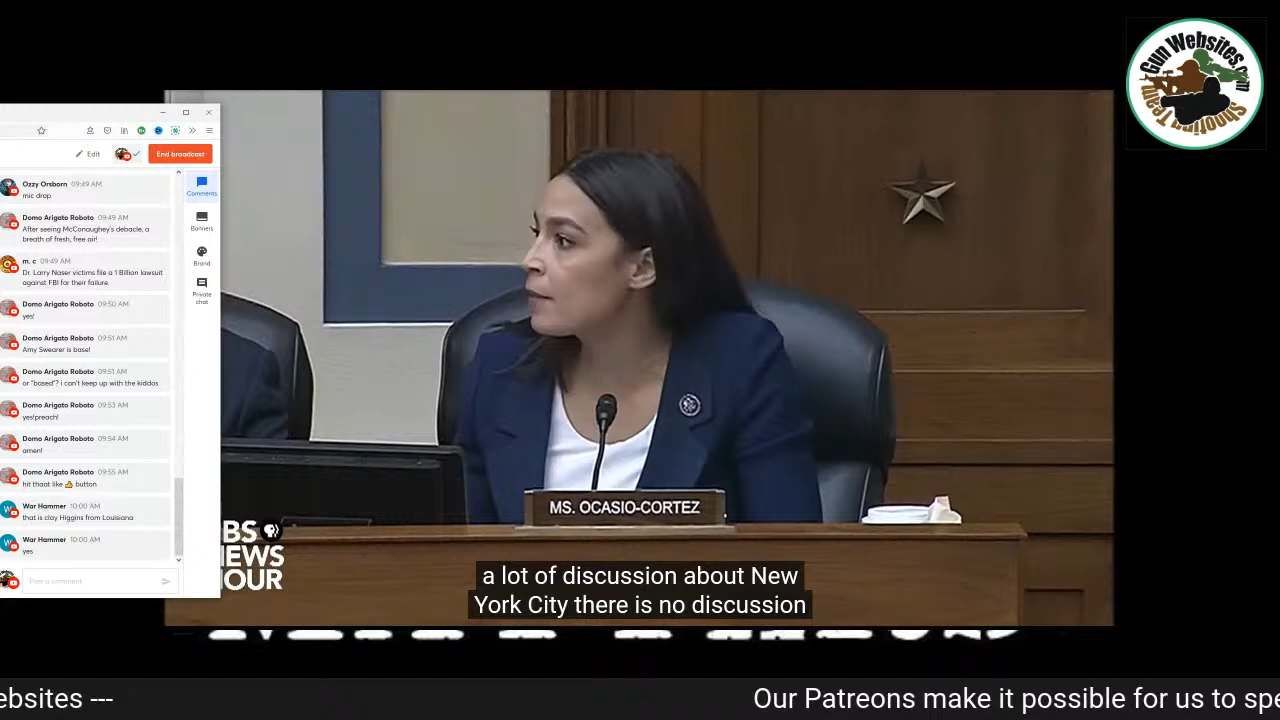 Gun Websites.com
Shooting Team
Edit
End broadcast
Ozzy Orsborn 09:49 AM
mic drop
Domo Arigato Roboto 09:49 AM
After seeing McConaughey's debacle, a
breath of fresh, free air!
m. c 09:49 AM
Dr. Larry Naser victims file a 1 Billion lawsuit
against FBI for their failure.
Domo Arigato Roboto 09:50 AM
yes!
Domo Arigato Roboto 09:51 AM
Amy Swearer is base!
Domo Arigato Roboto 09:51 AM
or "based"? i can't keep up with the kiddos
Domo Arigato Roboto 09:53 AM
yes!preach!
Domo Arigato Roboto 09:54 AM
amen!
Domo Arigato Roboto 09:55 AM
hit thaat like 👍 button
War Hammer 10:00 AM
that is clay Higgins from Louisiana
War Hammer 10:00 AM
yes
Post a comment
Comments
Banners
Brand
Private
chat
MS. OCASIO-CORTEZ
BS
EWS
OUR
a lot of discussion about New
York City there is no discussion
ebsites ---
Our Patreons make it possible for us to spe